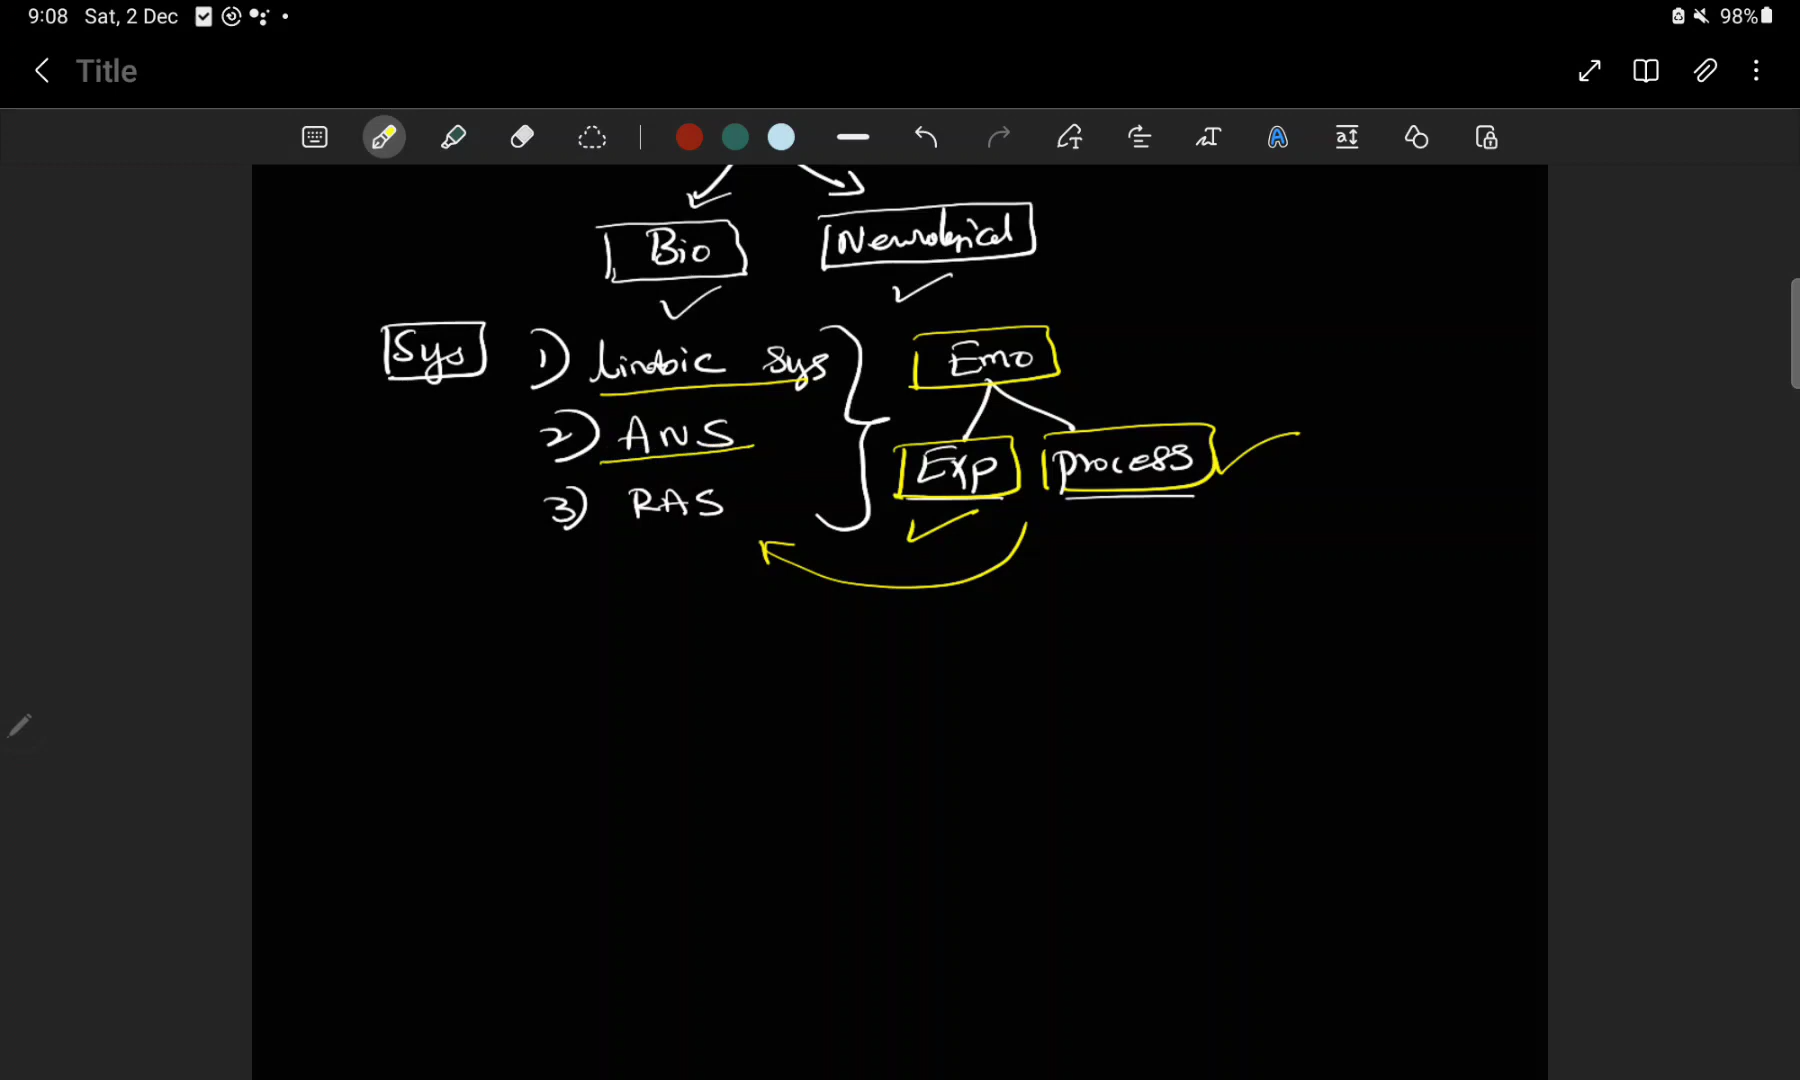 9:08 Sat, 2 Dec 98%
Title
Bio Neurological
Sys 1) limbic sys Emo
2) ANS Exp process
3) RAS